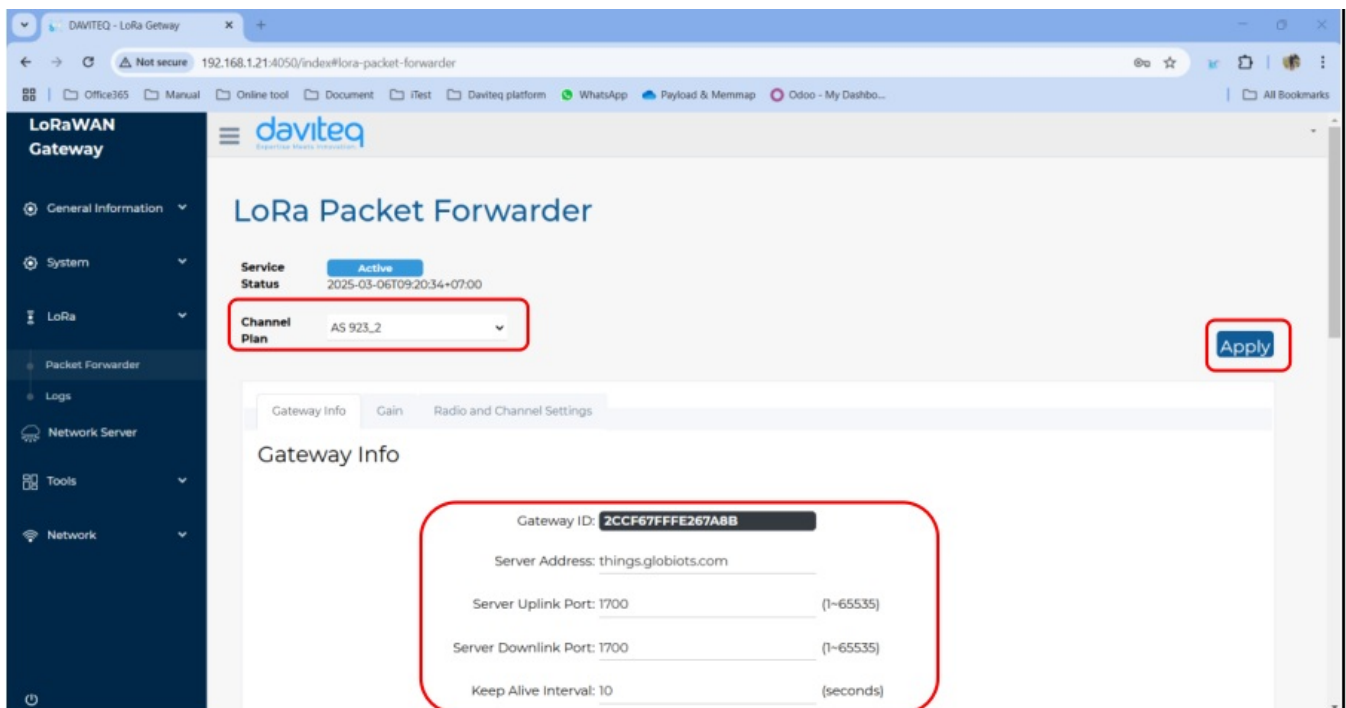 DAVITEQ - LoRa Getway
Not secure 192.168.1.21:4050/index#lora-packet-forwarder
Office365 Manual Online tool Document iTest Daviteq platform WhatsApp Payload & Memmap Odoo - My Dashbo... All Bookmarks
LoRaWAN
Gateway
daviteq
Expertise Meets Innovation
General Information
System
LoRa
Packet Forwarder
Logs
Network Server
Tools
Network
LoRa Packet Forwarder
Service
Status
Active
2025-03-06T09:20:34+07:00
Channel
Plan
AS 923_2
Apply
Gateway Info Gain Radio and Channel Settings
Gateway Info
Gateway ID: 2CCF67FFFE267A8B
Server Address: things.globiots.com
Server Uplink Port: 1700 (1~65535)
Server Downlink Port: 1700 (1~65535)
Keep Alive Interval: 10 (seconds)